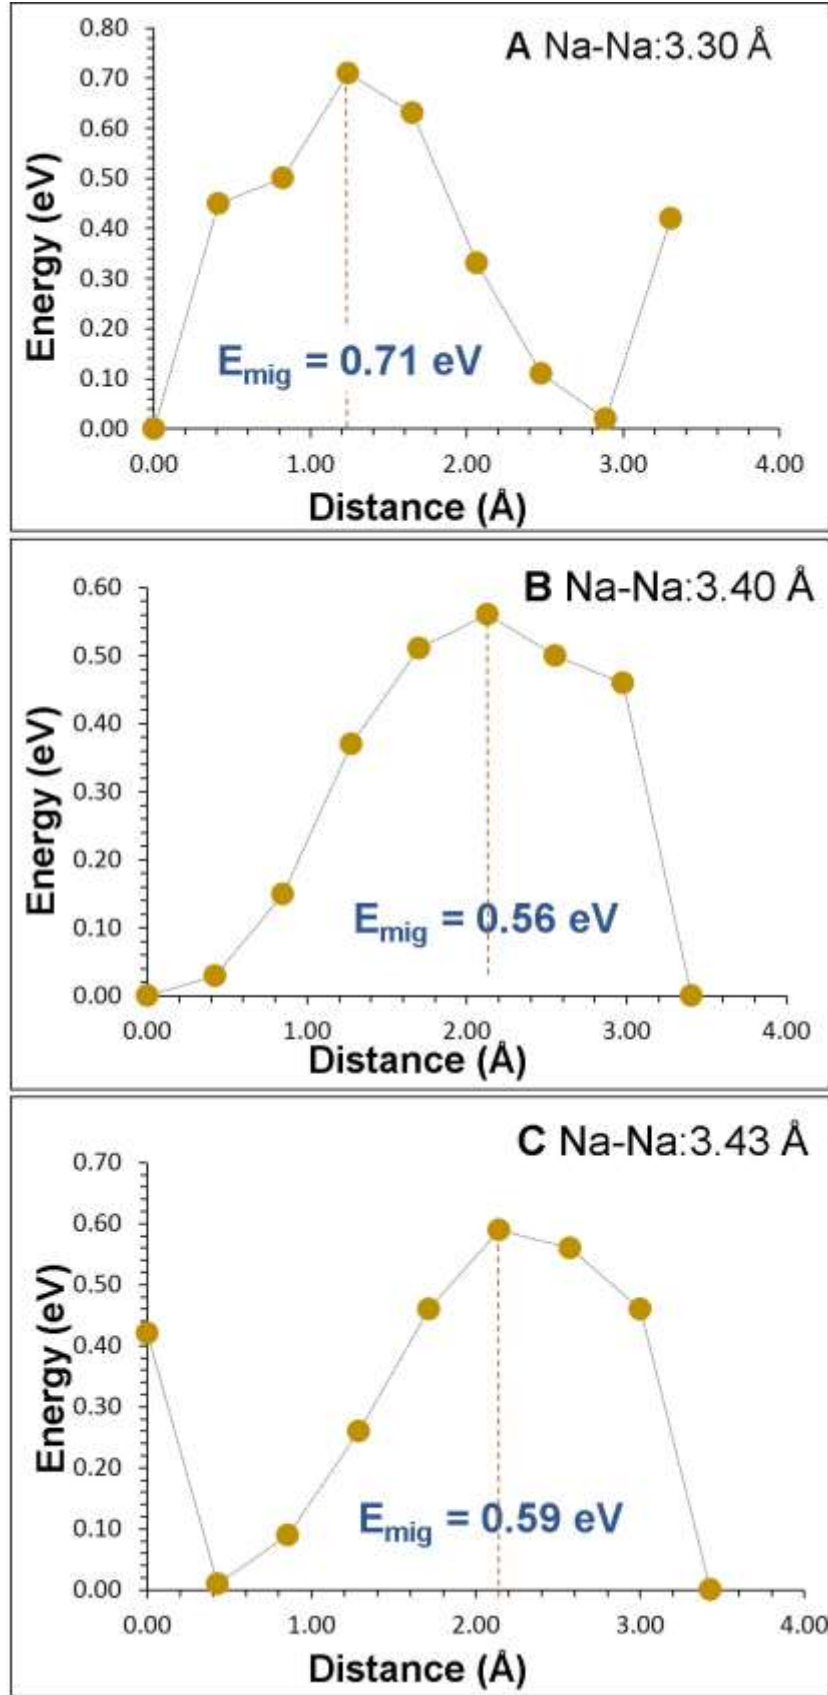 A Na-Na:3.30 Å
0.80
0.70
0.60
0.50
0.40
0.30
0.20
0.10
0.00
Energy (eV)
E_mig = 0.71 eV
0.00 1.00 2.00 3.00 4.00
Distance (Å)
B Na-Na:3.40 Å
0.60
0.50
0.40
0.30
0.20
0.10
0.00
Energy (eV)
E_mig = 0.56 eV
0.00 1.00 2.00 3.00 4.00
Distance (Å)
C Na-Na:3.43 Å
0.70
0.60
0.50
0.40
0.30
0.20
0.10
0.00
Energy (eV)
E_mig = 0.59 eV
0.00 1.00 2.00 3.00 4.00
Distance (Å)